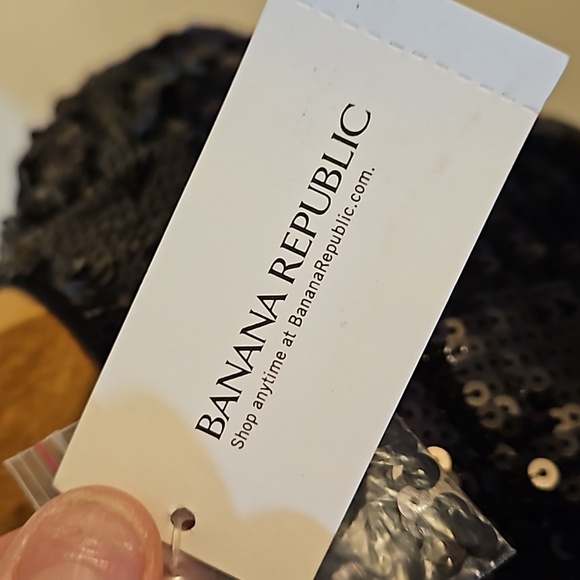 BANANA REPUBLIC
Shop anytime at BananaRepublic.com.